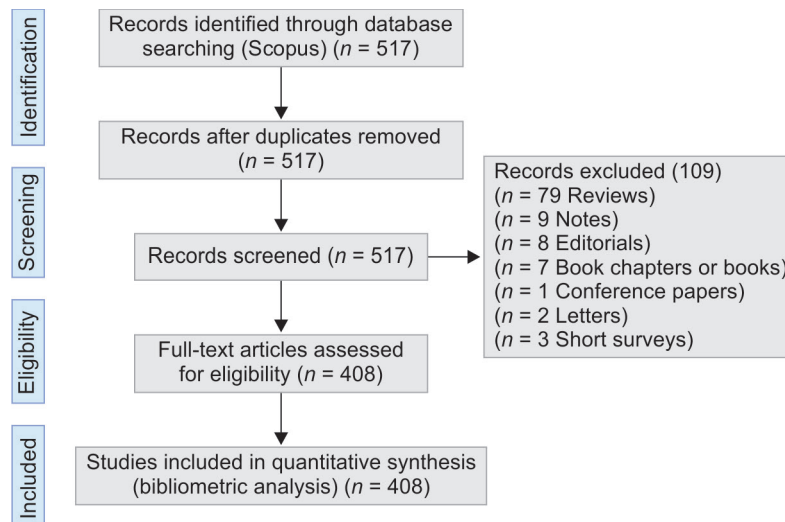 Identification
Records identified through database
searching (Scopus) (n = 517)
Records after duplicates removed
(n = 517)
Screening
Records screened (n = 517)
Records excluded (109)
(n = 79 Reviews)
(n = 9 Notes)
(n = 8 Editorials)
(n = 7 Book chapters or books)
(n = 1 Conference papers)
(n = 2 Letters)
(n = 3 Short surveys)
Eligibility
Full-text articles assessed
for eligibility (n = 408)
Included
Studies included in quantitative synthesis
(bibliometric analysis) (n = 408)